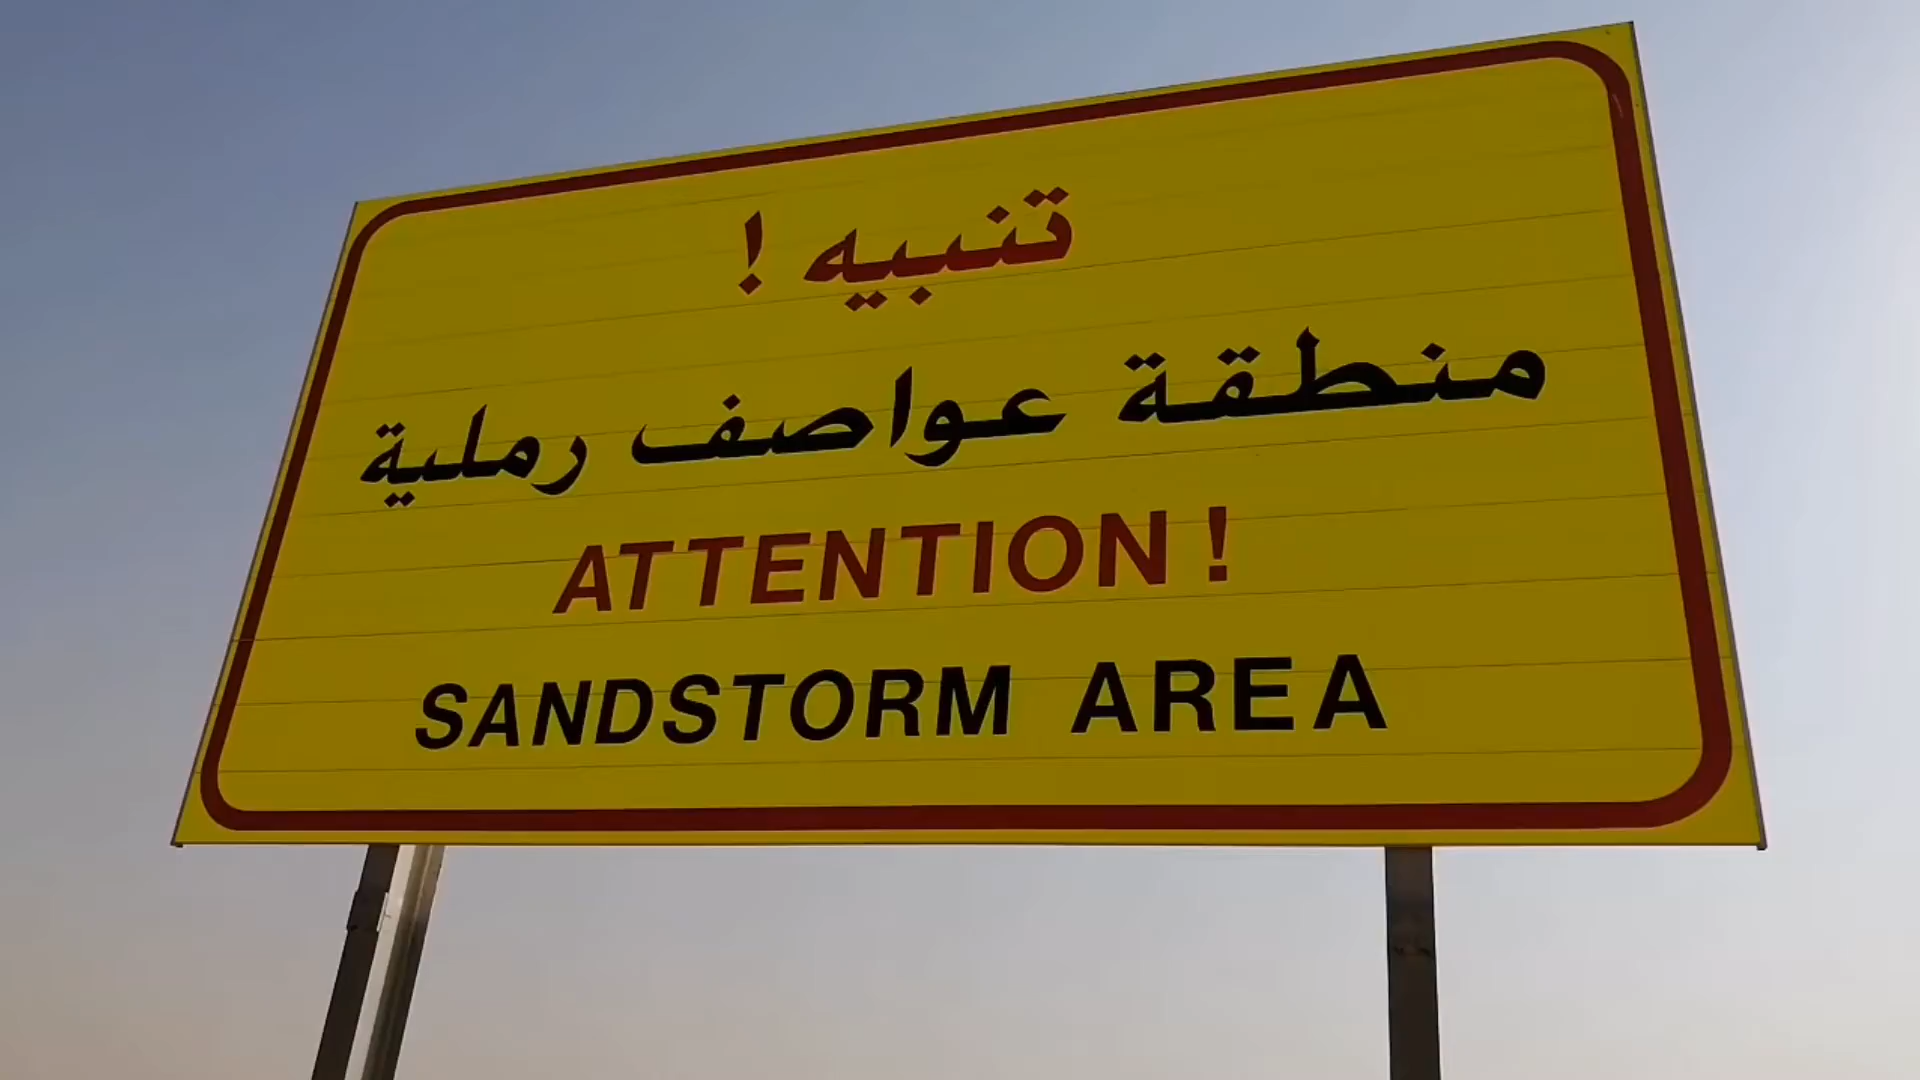 تنبيه !
منطقة عواصف رملية
ATTENTION !
SANDSTORM AREA